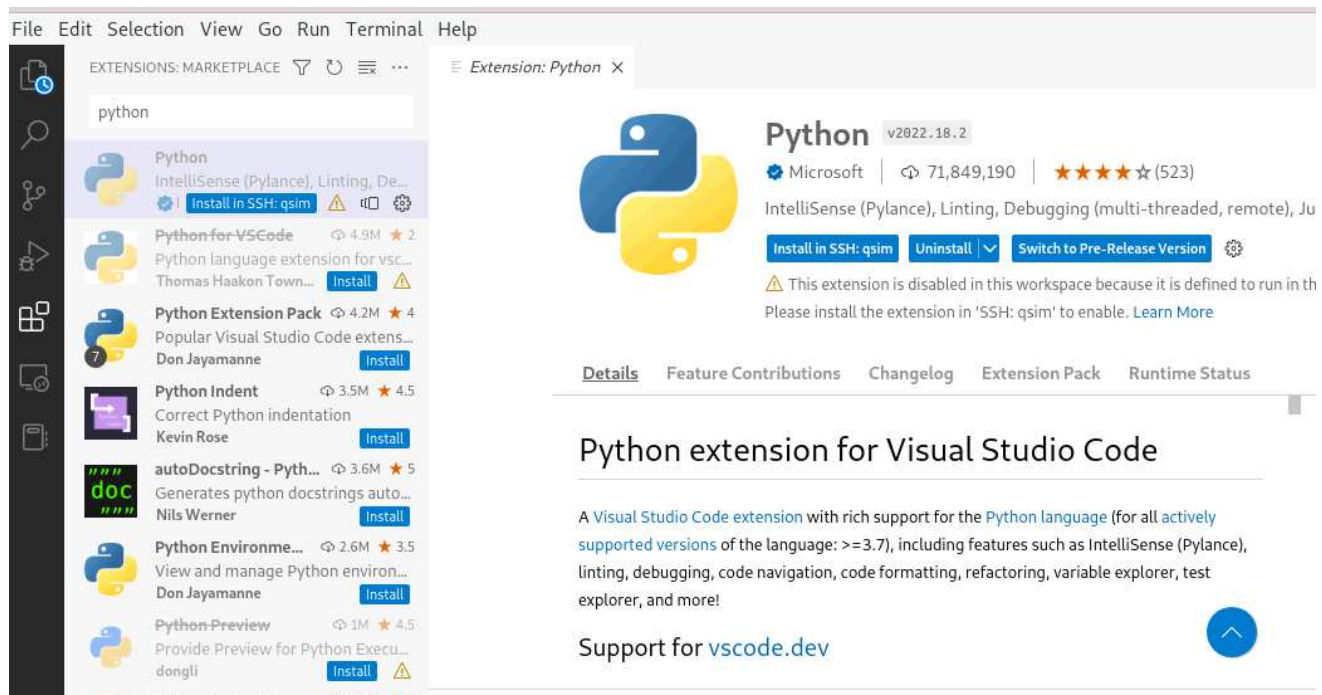 File Edit Selection View Go Run Terminal Help
EXTENSIONS: MARKETPLACE
python
Python
IntelliSense (Pylance), Linting, De...
Install in SSH: qsim
Python for VSCode 4.9M ★ 2
Python language extension for vsc...
Thomas Haakon Town... Install
Python Extension Pack 4.2M ★ 4
Popular Visual Studio Code extens...
7
Don Jayamanne Install
Python Indent 3.5M ★ 4.5
Correct Python indentation
Kevin Rose Install
autoDocstring - Pyth... 3.6M ★ 5
"""
doc
"""
Generates python docstrings auto...
Nils Werner Install
Python Environme... 2.6M ★ 3.5
View and manage Python environ...
Don Jayamanne Install
Python Preview 1M ★ 4.5
Provide Preview for Python Execu...
dongli Install
Extension: Python ×
Python v2022.18.2
Microsoft | 71,849,190 | ★★★★☆ (523)
IntelliSense (Pylance), Linting, Debugging (multi-threaded, remote), Ju
Install in SSH: qsim Uninstall Switch to Pre-Release Version
This extension is disabled in this workspace because it is defined to run in th
Please install the extension in 'SSH: qsim' to enable. Learn More
Details Feature Contributions Changelog Extension Pack Runtime Status
Python extension for Visual Studio Code
A Visual Studio Code extension with rich support for the Python language (for all actively
supported versions of the language: >=3.7), including features such as IntelliSense (Pylance),
linting, debugging, code navigation, code formatting, refactoring, variable explorer, test
explorer, and more!
Support for vscode.dev